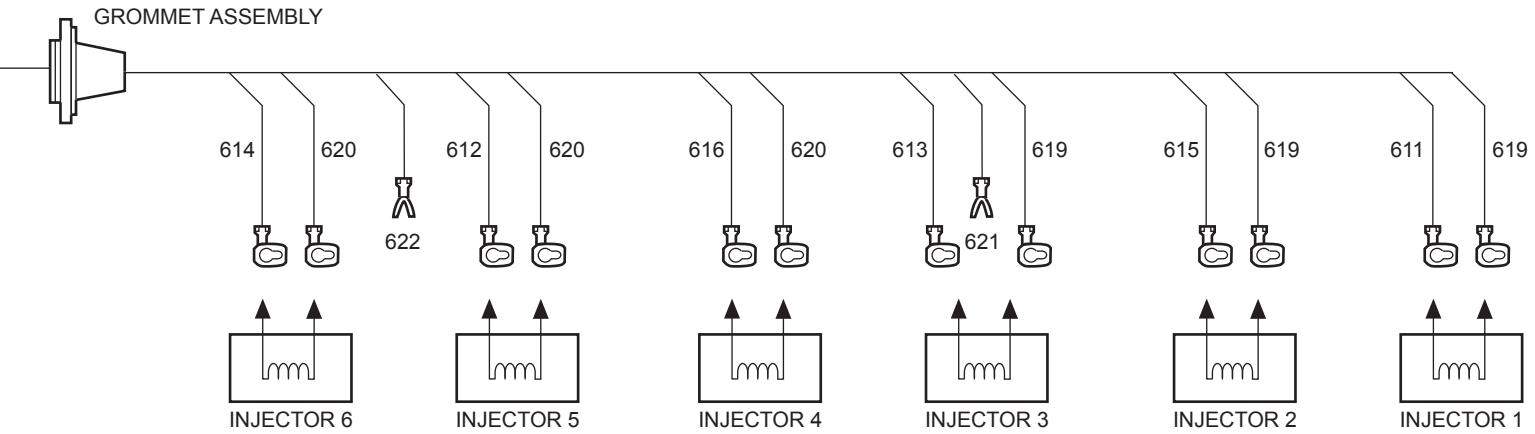 GROMMET ASSEMBLY
614 620 612 620 616 620 613 619 615 619 611 619
622 621
INJECTOR 6 INJECTOR 5 INJECTOR 4 INJECTOR 3 INJECTOR 2 INJECTOR 1